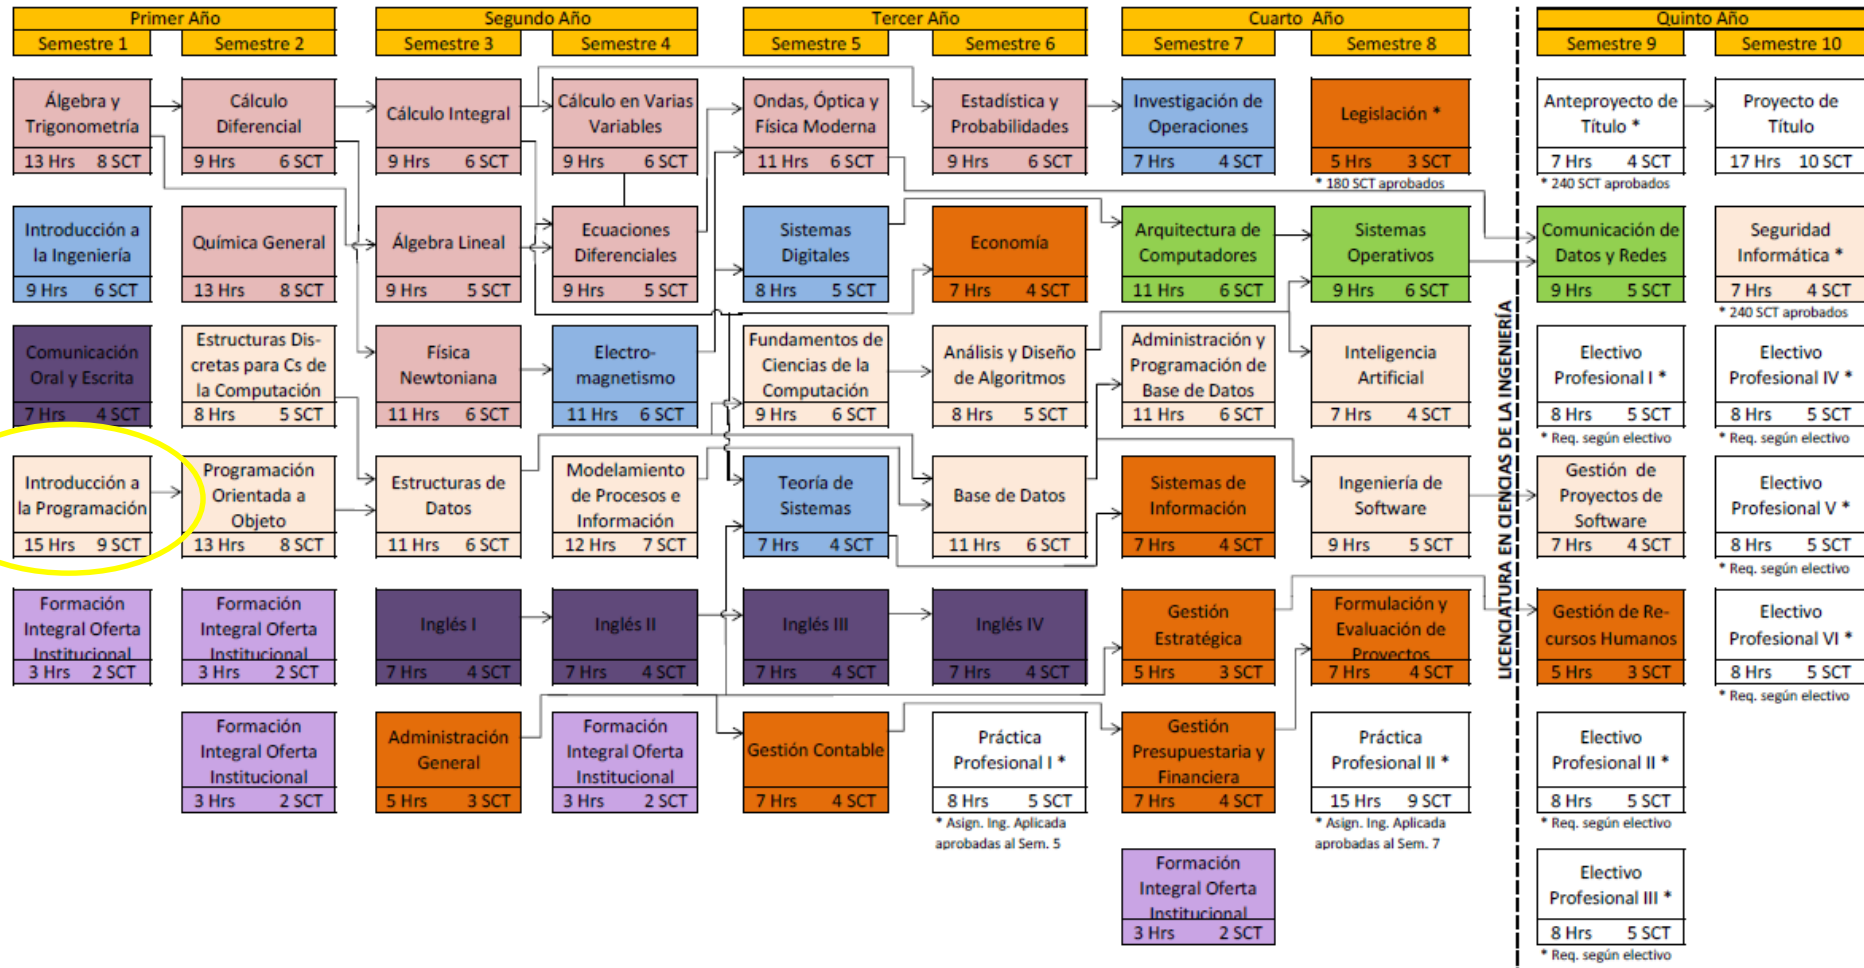 Primer Año
Segundo Año
Tercer Año
Cuarto Año
Quinto Año
Semestre 1
Semestre 2
Semestre 3
Semestre 4
Semestre 5
Semestre 6
Semestre 7
Semestre 8
Semestre 9
Semestre 10
Álgebra y
Trigonometría
13 Hrs 8 SCT
Cálculo
Diferencial
9 Hrs 6 SCT
Cálculo Integral
9 Hrs 6 SCT
Cálculo en Varias
Variables
9 Hrs 6 SCT
Ondas, Óptica y
Física Moderna
11 Hrs 6 SCT
Estadística y
Probabilidades
9 Hrs 6 SCT
Investigación de
Operaciones
7 Hrs 4 SCT
Legislación *
5 Hrs 3 SCT
* 180 SCT aprobados
Anteproyecto de
Título *
7 Hrs 4 SCT
* 240 SCT aprobados
Proyecto de
Título
17 Hrs 10 SCT
Introducción a
la Ingeniería
9 Hrs 6 SCT
Química General
13 Hrs 8 SCT
Álgebra Lineal
9 Hrs 5 SCT
Ecuaciones
Diferenciales
9 Hrs 5 SCT
Sistemas
Digitales
8 Hrs 5 SCT
Economía
7 Hrs 4 SCT
Arquitectura de
Computadores
11 Hrs 6 SCT
Sistemas
Operativos
9 Hrs 6 SCT
Comunicación de
Datos y Redes
9 Hrs 5 SCT
Seguridad
Informática *
7 Hrs 4 SCT
* 240 SCT aprobados
Comunicación
Oral y Escrita
7 Hrs 4 SCT
Estructuras Dis-
cretas para Cs de
la Computación
8 Hrs 5 SCT
Física
Newtoniana
11 Hrs 6 SCT
Electro-
magnetismo
11 Hrs 6 SCT
Fundamentos de
Ciencias de la
Computación
9 Hrs 6 SCT
Análisis y Diseño
de Algoritmos
8 Hrs 5 SCT
Administración y
Programación de
Base de Datos
11 Hrs 6 SCT
Inteligencia
Artificial
7 Hrs 4 SCT
Electivo
Profesional I *
8 Hrs 5 SCT
* Req. según electivo
Electivo
Profesional IV *
8 Hrs 5 SCT
* Req. según electivo
Introducción a
la Programación
15 Hrs 9 SCT
Programación
Orientada a
Objeto
13 Hrs 8 SCT
Estructuras de
Datos
11 Hrs 6 SCT
Modelamiento
de Procesos e
Información
12 Hrs 7 SCT
Teoría de
Sistemas
7 Hrs 4 SCT
Base de Datos
11 Hrs 6 SCT
Sistemas de
Información
7 Hrs 4 SCT
Ingeniería de
Software
9 Hrs 5 SCT
Gestión de
Proyectos de
Software
7 Hrs 4 SCT
Electivo
Profesional V *
8 Hrs 5 SCT
* Req. según electivo
Formación
Integral Oferta
Institucional
3 Hrs 2 SCT
Formación
Integral Oferta
Institucional
3 Hrs 2 SCT
Inglés I
7 Hrs 4 SCT
Inglés II
7 Hrs 4 SCT
Inglés III
7 Hrs 4 SCT
Inglés IV
7 Hrs 4 SCT
Gestión
Estratégica
5 Hrs 3 SCT
Formulación y
Evaluación de
Proyectos
7 Hrs 4 SCT
Gestión de Re-
cursos Humanos
5 Hrs 3 SCT
Electivo
Profesional VI *
8 Hrs 5 SCT
* Req. según electivo
Formación
Integral Oferta
Institucional
3 Hrs 2 SCT
Administración
General
5 Hrs 3 SCT
Formación
Integral Oferta
Institucional
3 Hrs 2 SCT
Gestión Contable
7 Hrs 4 SCT
Práctica
Profesional I *
8 Hrs 5 SCT
* Asign. Ing. Aplicada
aprobadas al Sem. 5
Gestión
Presupuestaria y
Financiera
7 Hrs 4 SCT
Práctica
Profesional II *
15 Hrs 9 SCT
* Asign. Ing. Aplicada
aprobadas al Sem. 7
Electivo
Profesional II *
8 Hrs 5 SCT
* Req. según electivo
Formación
Integral Oferta
Institucional
3 Hrs 2 SCT
Electivo
Profesional III *
8 Hrs 5 SCT
* Req. según electivo
LICENCIATURA EN CIENCIAS DE LA INGENIERÍA